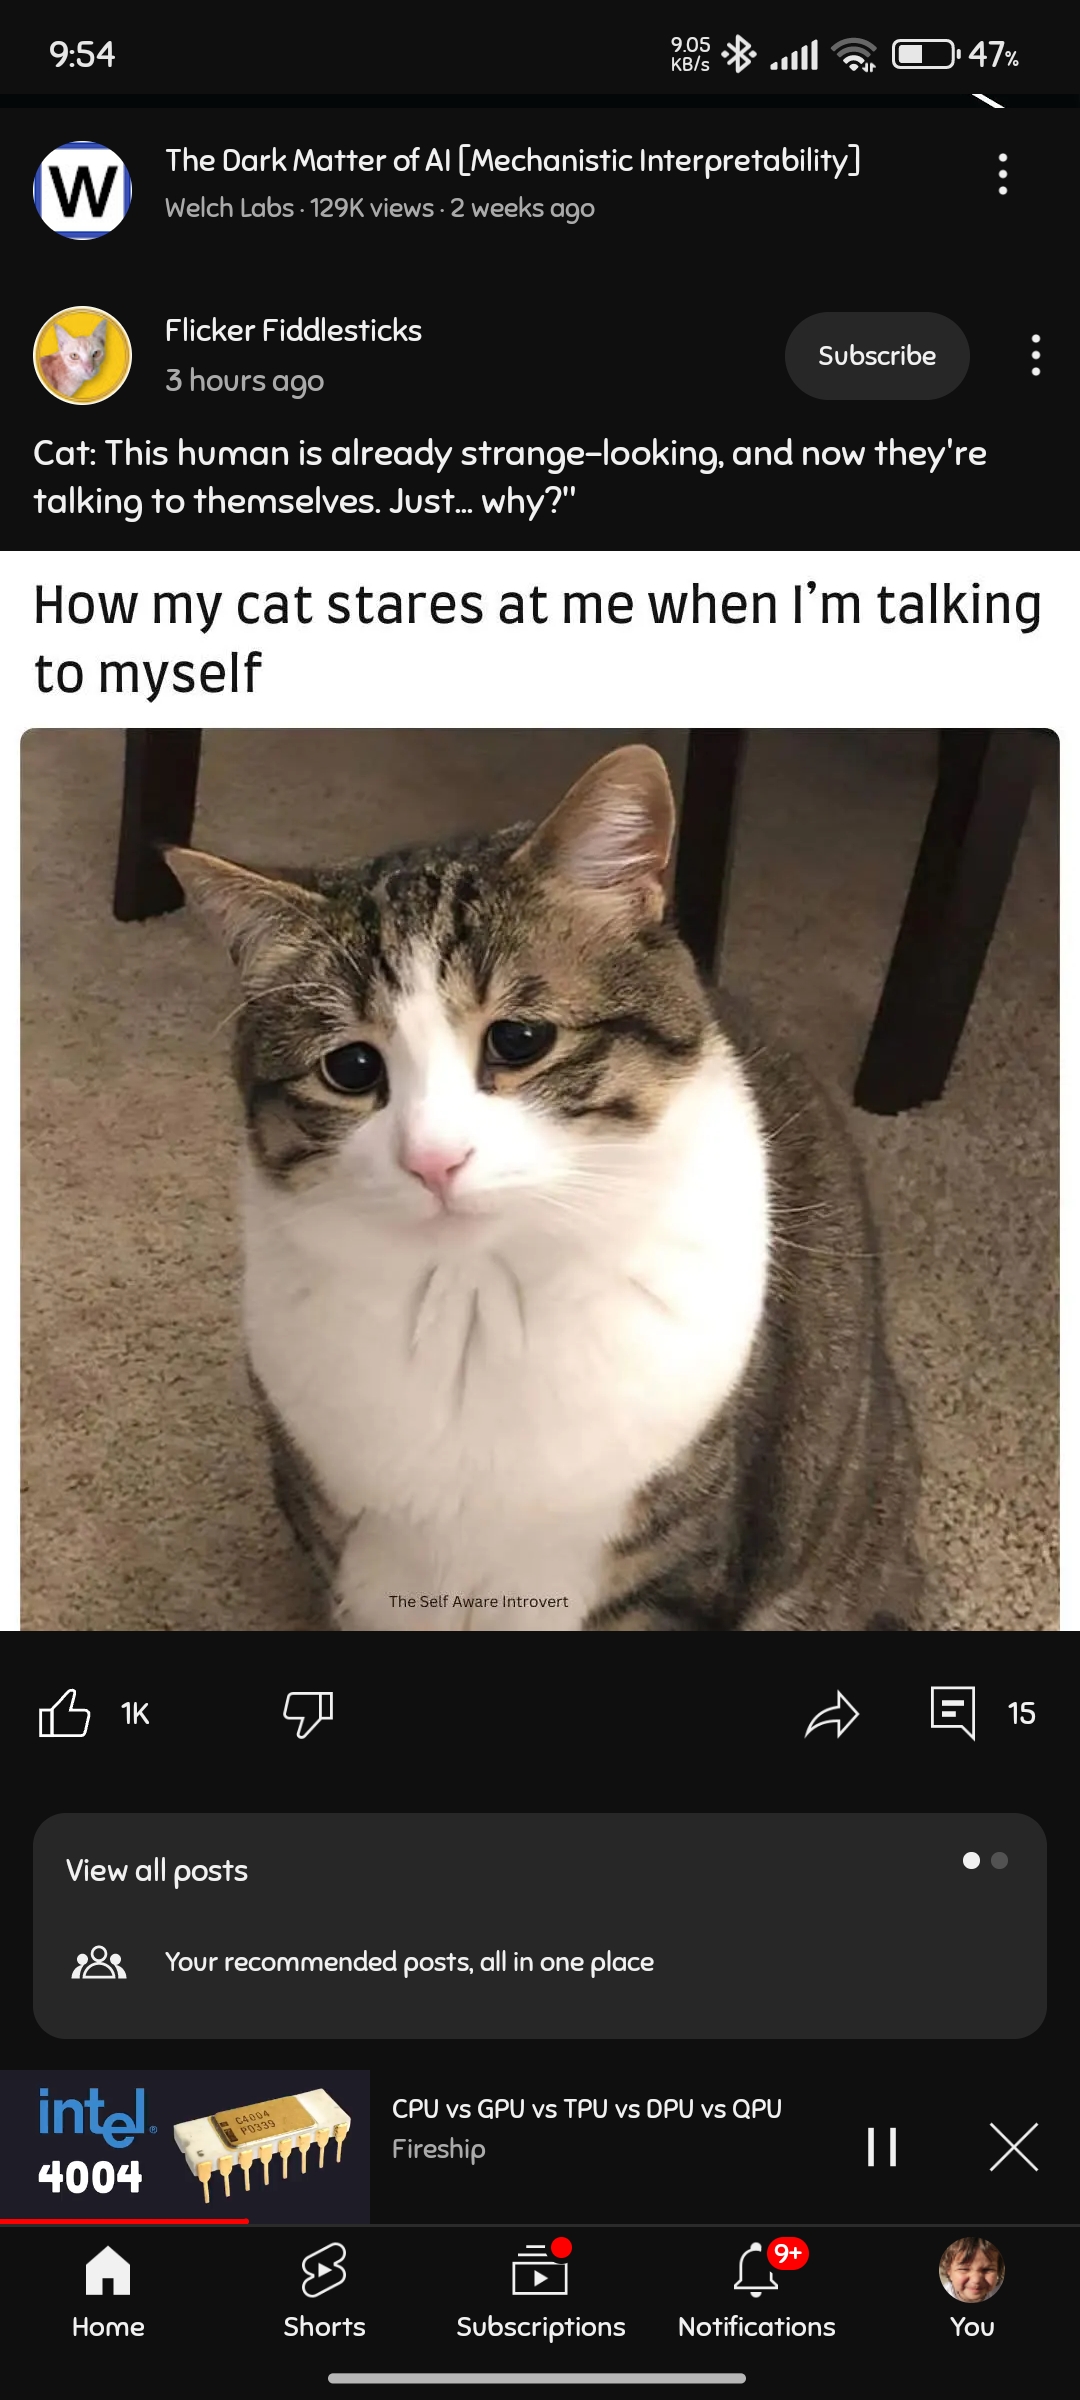 9:54
9.05
KB/s
47%
The Dark Matter of AI [Mechanistic Interpretability]
Welch Labs · 129K views · 2 weeks ago
W
Flicker Fiddlesticks
3 hours ago
Subscribe
Cat: This human is already strange-looking, and now they're
talking to themselves. Just... why?"
How my cat stares at me when I’m talking
to myself
The Self Aware Introvert
1K
15
View all posts
Your recommended posts, all in one place
intel®
4004
C4004
P0339
CPU vs GPU vs TPU vs DPU vs QPU
Fireship
Home
Shorts
Subscriptions
9+
Notifications
You